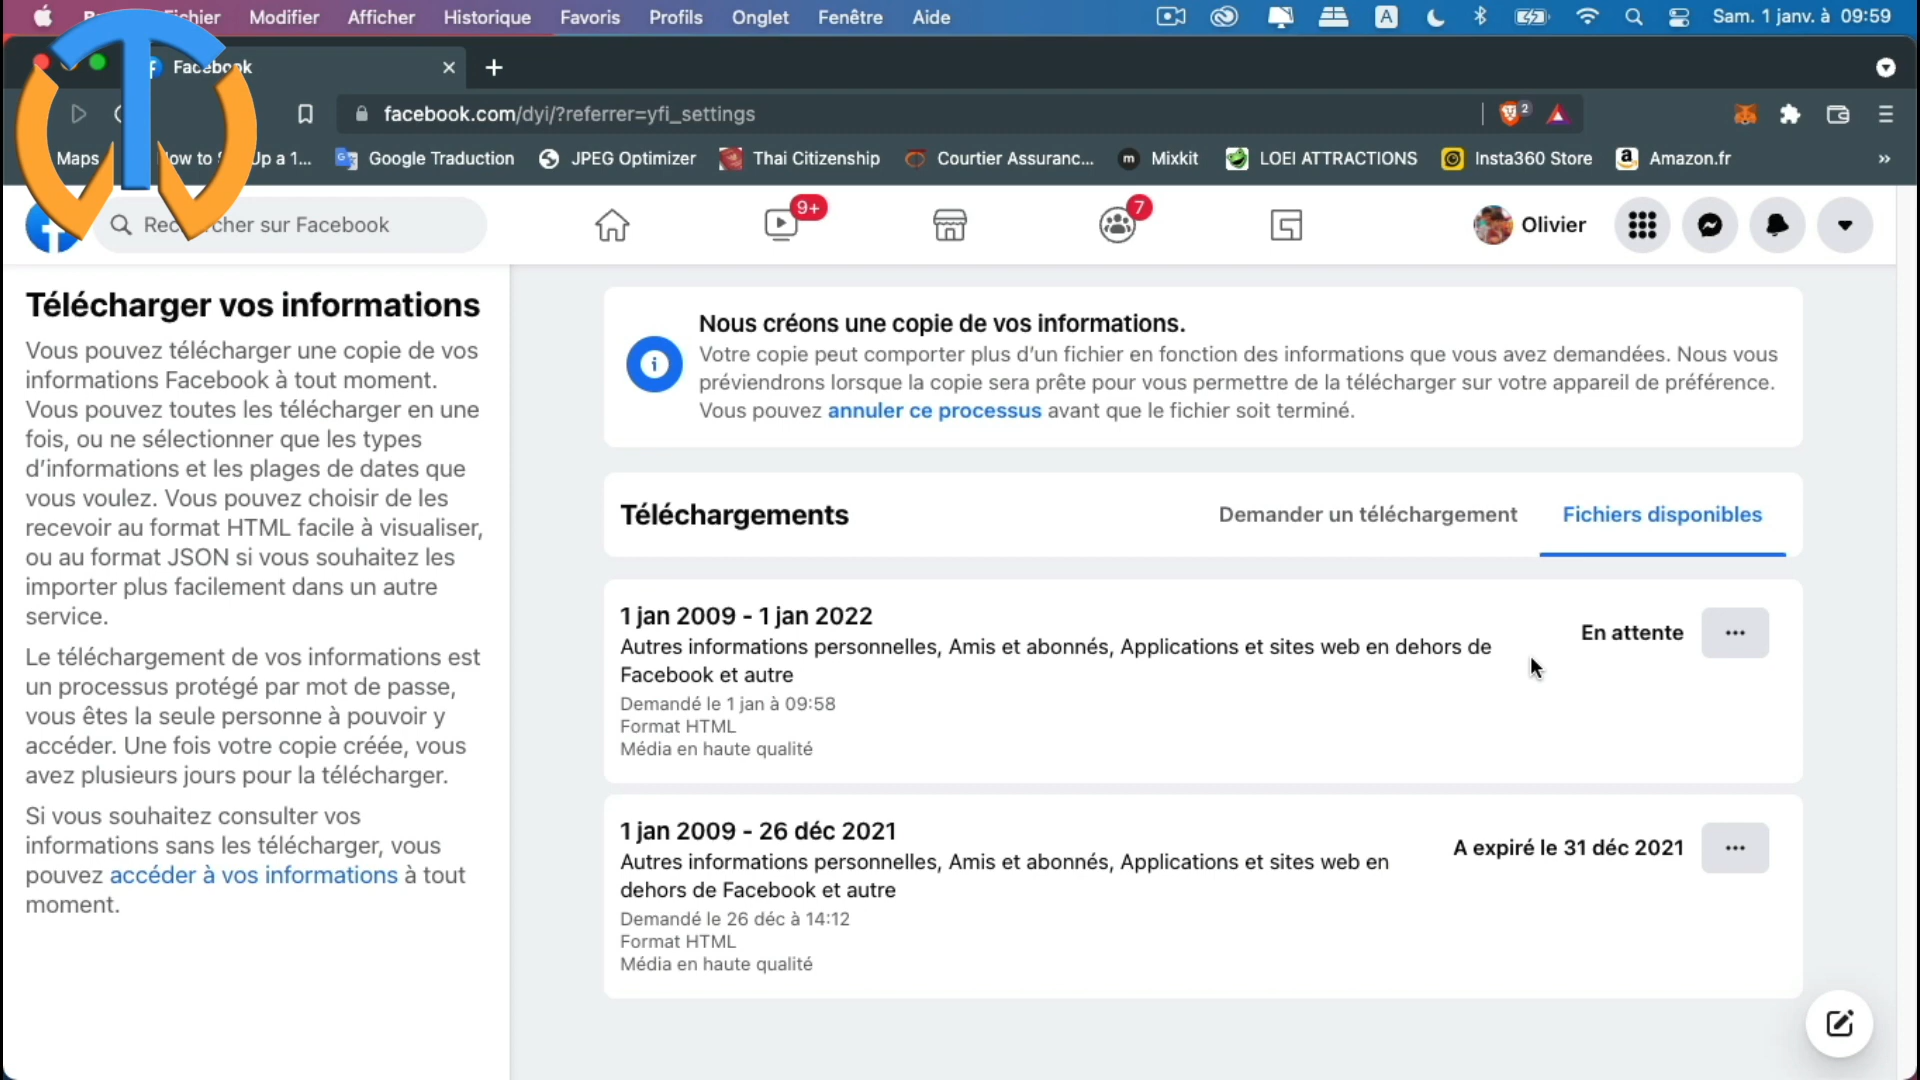 Fichier Modifier Afficher Historique Favoris Profils Onglet Fenêtre Aide A Sam. 1 janv. à 09:59
Facebook
facebook.com/dyi/?referrer=yfi_settings 2
Maps How to Up a 1... Google Traduction JPEG Optimizer Thai Citizenship Courtier Assuranc... m Mixkit LOEI ATTRACTIONS Insta360 Store a Amazon.fr »
Rechercher sur Facebook 9+ 7 Olivier
Télécharger vos informations
Vous pouvez télécharger une copie de vos
informations Facebook à tout moment.
Vous pouvez toutes les télécharger en une
fois, ou ne sélectionner que les types
d'informations et les plages de dates que
vous voulez. Vous pouvez choisir de les
recevoir au format HTML facile à visualiser,
ou au format JSON si vous souhaitez les
importer plus facilement dans un autre
service.
Le téléchargement de vos informations est
un processus protégé par mot de passe,
vous êtes la seule personne à pouvoir y
accéder. Une fois votre copie créée, vous
avez plusieurs jours pour la télécharger.
Si vous souhaitez consulter vos
informations sans les télécharger, vous
pouvez accéder à vos informations à tout
moment.
Nous créons une copie de vos informations.
Votre copie peut comporter plus d'un fichier en fonction des informations que vous avez demandées. Nous vous
préviendrons lorsque la copie sera prête pour vous permettre de la télécharger sur votre appareil de préférence.
Vous pouvez annuler ce processus avant que le fichier soit terminé.
Téléchargements Demander un téléchargement Fichiers disponibles
1 jan 2009 - 1 jan 2022
Autres informations personnelles, Amis et abonnés, Applications et sites web en dehors de
Facebook et autre
Demandé le 1 jan à 09:58
Format HTML
Média en haute qualité
En attente
1 jan 2009 - 26 déc 2021
Autres informations personnelles, Amis et abonnés, Applications et sites web en
dehors de Facebook et autre
Demandé le 26 déc à 14:12
Format HTML
Média en haute qualité
A expiré le 31 déc 2021